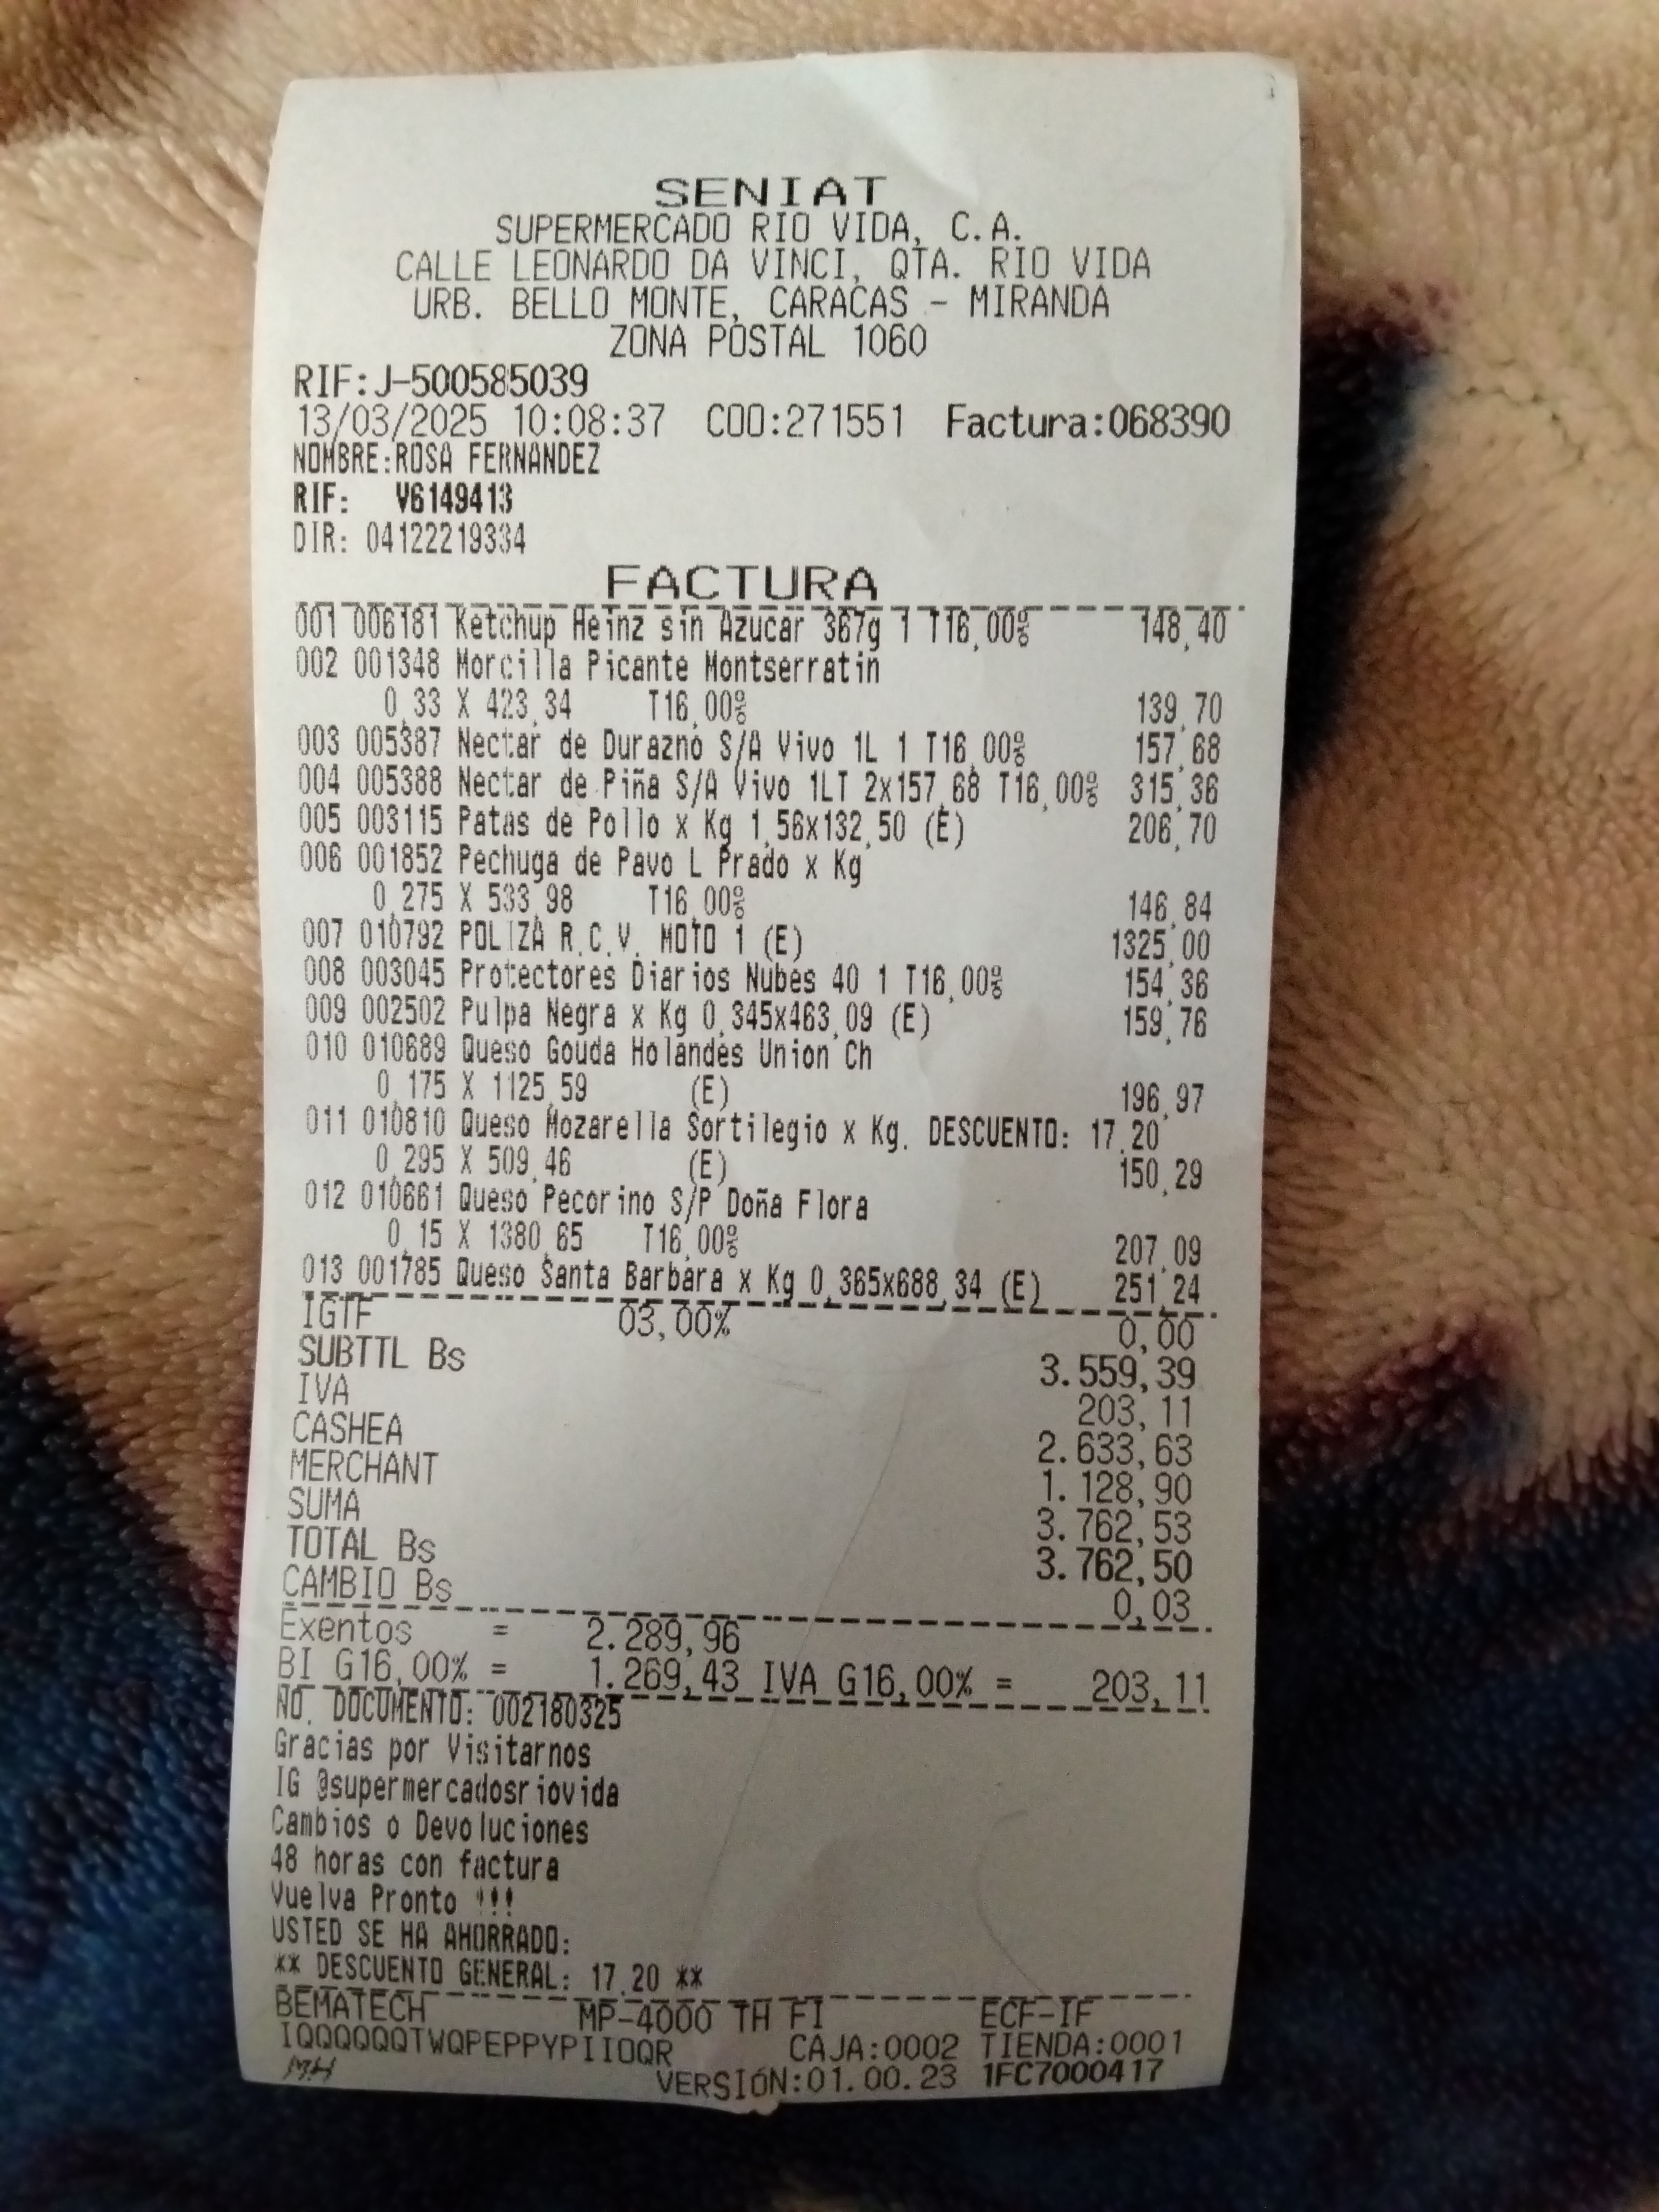 SENIAT
SUPERMERCADO RIO VIDA, C.A.
CALLE LEONARDO DA VINCI, QTA. RIO VIDA
URB. BELLO MONTE, CARACAS - MIRANDA
ZONA POSTAL 1060
RIF:J-500585039
13/03/2025 10:08:37 COO:271551 Factura:068390
NOMBRE:ROSA FERNANDEZ
RIF: V6149413
DIR: 04122219334
FACTURA
001 006181 Ketchup Heinz sin Azucar 367g 1 T16,00% 148,40
002 001348 Morcilla Picante Montserratin
0,33 X 423,34 T16,00% 139,70
003 005387 Nectar de Durazno S/A Vivo 1L 1 T16,00% 157,68
004 005388 Nectar de Piña S/A Vivo 1LT 2x157,68 T16,00% 315,36
005 003115 Patas de Pollo x Kg 1,56x132,50 (E) 206,70
006 001852 Pechuga de Pavo L Prado x Kg
0,275 X 533,98 T16,00% 146,84
007 010792 POLIZA R.C.V. MOTO 1 (E) 1325,00
008 003045 Protectores Diarios Nubes 40 1 T16,00% 154,36
009 002502 Pulpa Negra x Kg 0,345x463,09 (E) 159,76
010 010689 Queso Gouda Holandes Union Ch
0,175 X 1125,59 (E) 196,97
011 010810 Queso Mozarella Sortilegio x Kg. DESCUENTO: 17.20
0,295 X 509,46 (E) 150,29
012 010661 Queso Pecorino S/P Doña Flora
0,15 X 1380,65 T16,00% 207,09
013 001785 Queso Santa Barbara x Kg 0,365x688,34 (E) 251,24
IGTF 03,00% 0,00
SUBTTL Bs 3.559,39
IVA 203,11
CASHEA 2.633,63
MERCHANT 1.128,90
SUMA 3.762,53
TOTAL Bs 3.762,50
CAMBIO Bs 0,03
Exentos = 2.289,96
BI G16,00% = 1.269,43 IVA G16,00% = 203,11
NO. DOCUMENTO: 002180325
Gracias por Visitarnos
IG @supermercadosriovida
Cambios o Devoluciones
48 horas con factura
Vuelva Pronto !!!
USTED SE HA AHORRADO:
** DESCUENTO GENERAL: 17.20 **
BEMATECH MP-4000 TH FI ECF-IF
IQQQQQQTWQPEPPYPIIOQR CAJA:0002 TIENDA:0001
MH VERSIÓN:01.00.23 1FC7000417